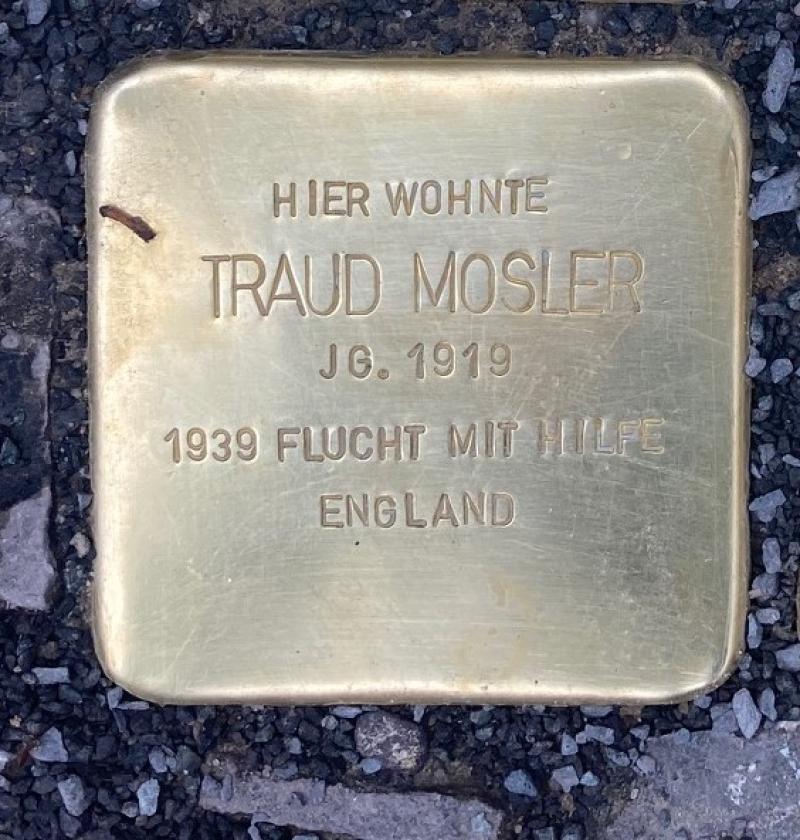 HIER WOHNTE
TRAUD MOSLER
JG. 1919
1939 FLUCHT MIT HILFE
ENGLAND